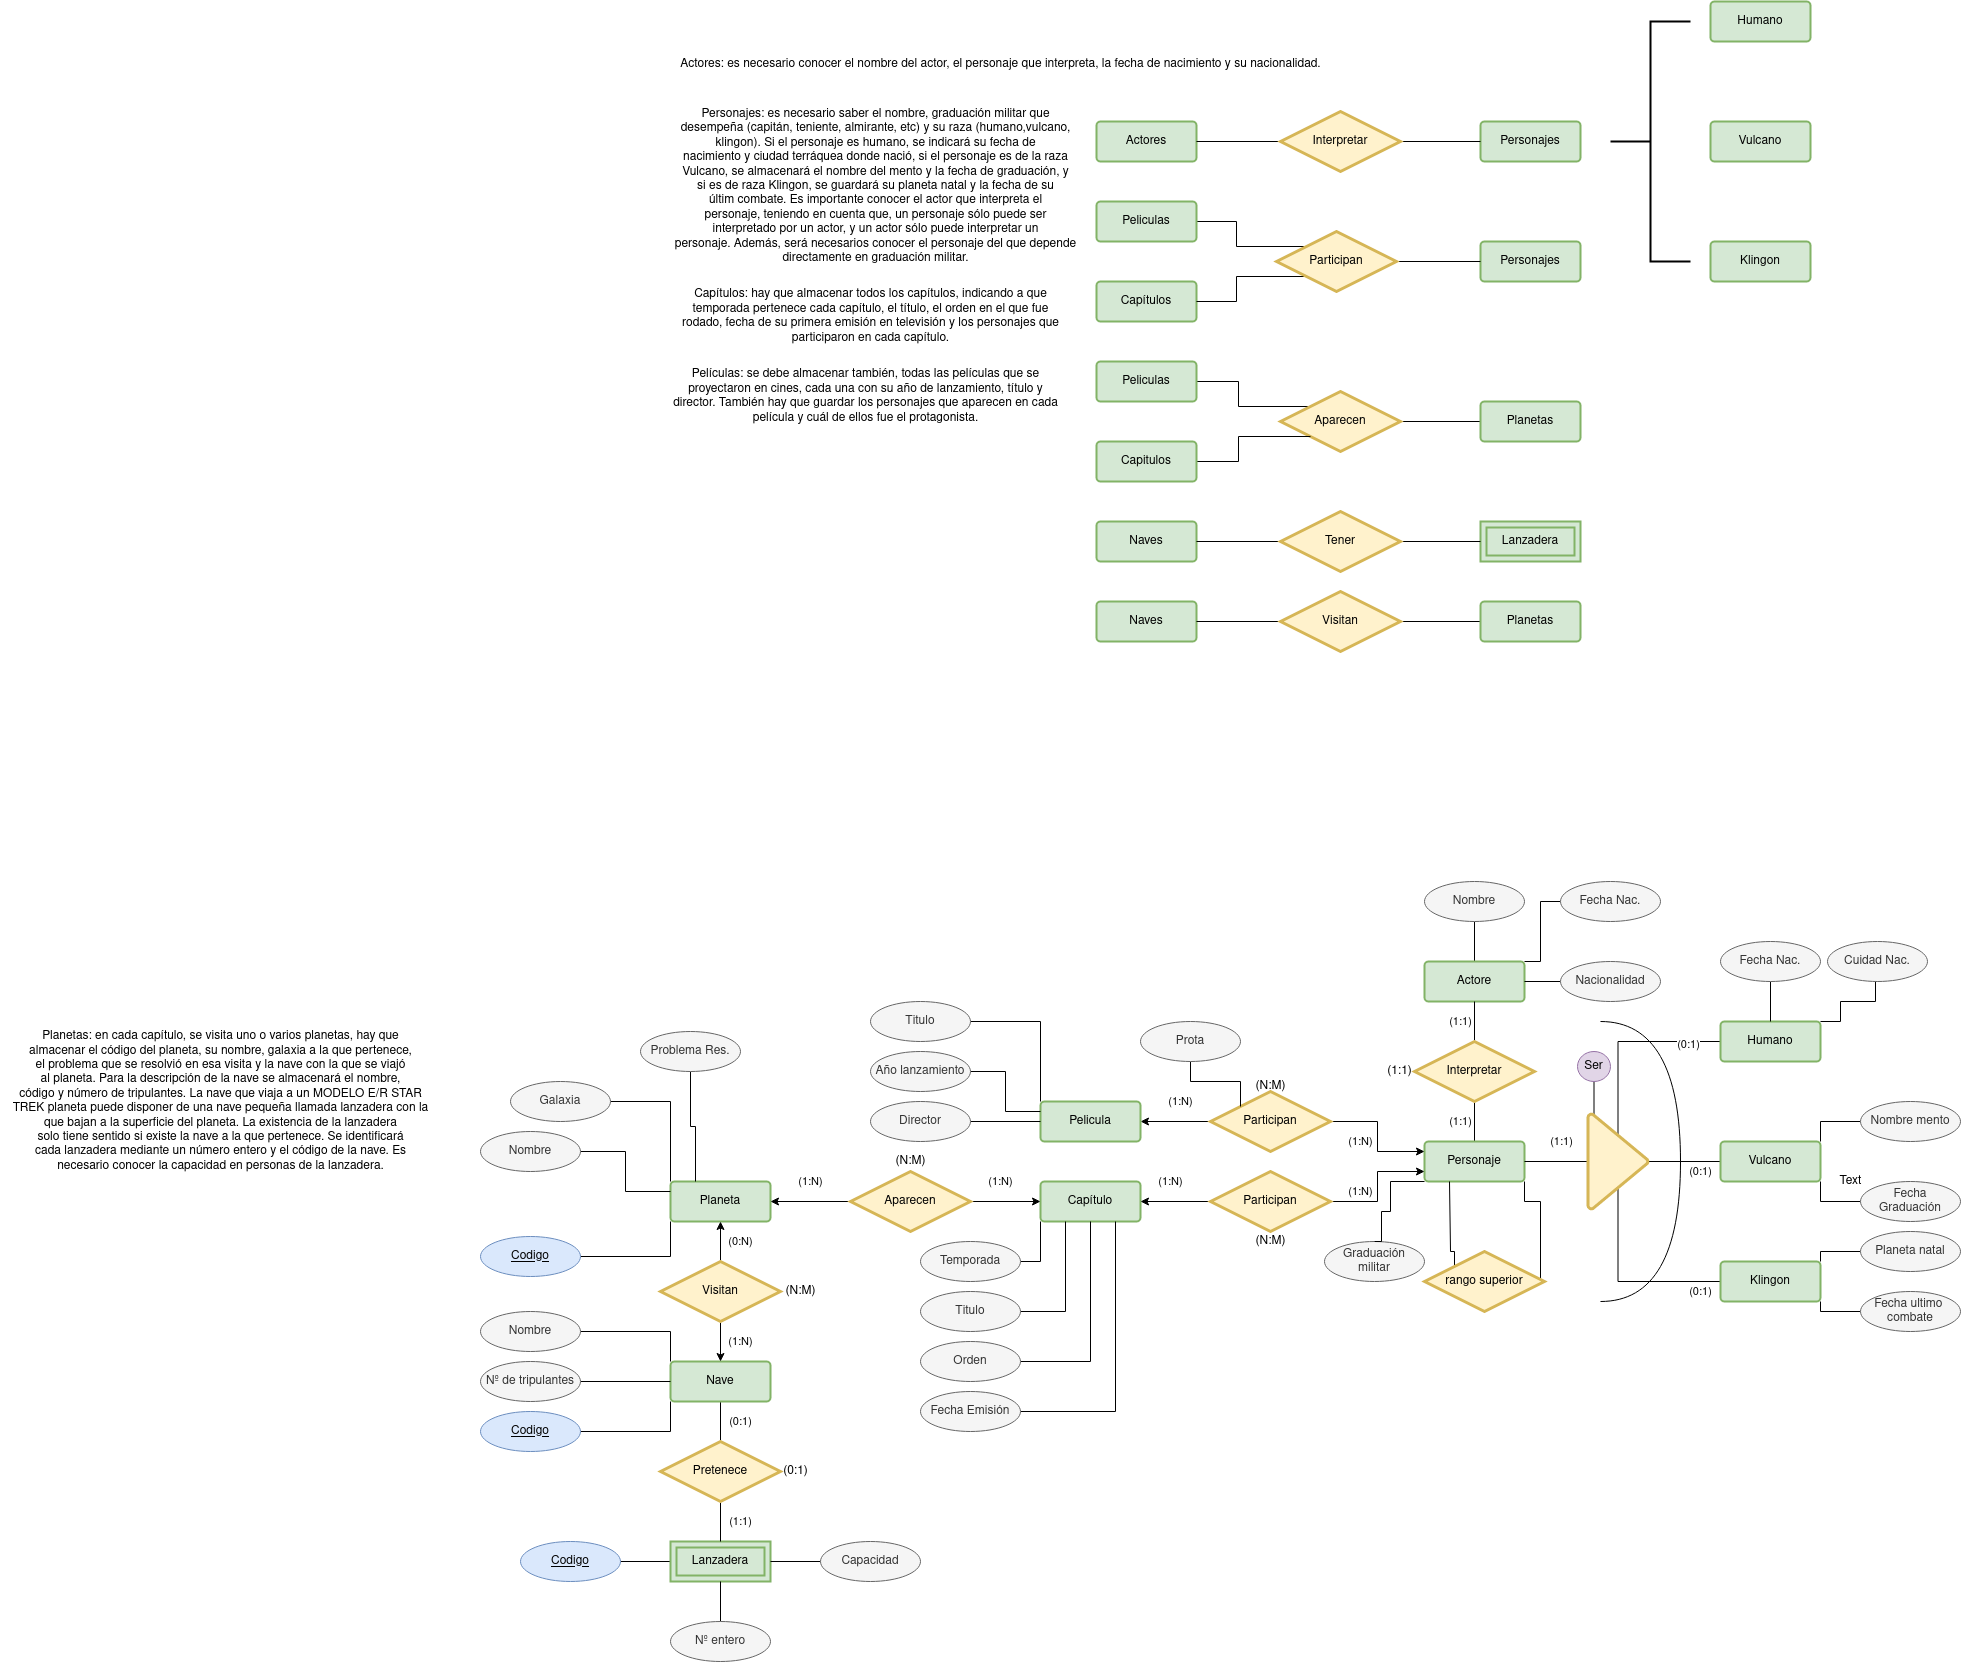 Humano
Actores: es necesario conocer el nombre del actor, el personaje que interpreta, la fecha de nacimiento y su nacionalidad.
Personajes: es necesario saber el nombre, graduación militar que
desempeña (capitán, teniente, almirante, etc) y su raza (humano,vulcano,
klingon). Si el personaje es humano, se indicará su fecha de
nacimiento y ciudad terráquea donde nació, si el personaje es de la raza
Vulcano, se almacenará el nombre del mento y la fecha de graduación, y
si es de raza Klingon, se guardará su planeta natal y la fecha de su
últim combate. Es importante conocer el actor que interpreta el
personaje, teniendo en cuenta que, un personaje sólo puede ser
interpretado por un actor, y un actor sólo puede interpretar un
personaje. Además, será necesarios conocer el personaje del que depende
directamente en graduación militar.
Actores
Interpretar
Personajes
Vulcano
Peliculas
Participan
Personajes
Klingon
Capítulos
Capítulos: hay que almacenar todos los capítulos, indicando a que
temporada pertenece cada capítulo, el título, el orden en el que fue
rodado, fecha de su primera emisión en televisión y los personajes que
participaron en cada capítulo.
Películas: se debe almacenar también, todas las películas que se
proyectaron en cines, cada una con su año de lanzamiento, título y
director. También hay que guardar los personajes que aparecen en cada
película y cuál de ellos fue el protagonista.
Peliculas
Aparecen
Planetas
Capitulos
Naves
Tener
Lanzadera
Naves
Visitan
Planetas
Nombre
Fecha Nac.
Fecha Nac.
Cuidad Nac.
Actore
Nacionalidad
Planetas: en cada capítulo, se visita uno o varios planetas, hay que
almacenar el código del planeta, su nombre, galaxia a la que pertenece,
el problema que se resolvió en esa visita y la nave con la que se viajó
al planeta. Para la descripción de la nave se almacenará el nombre,
código y número de tripulantes. La nave que viaja a un MODELO E/R STAR
TREK planeta puede disponer de una nave pequeña llamada lanzadera con la
que bajan a la superficie del planeta. La existencia de la lanzadera
solo tiene sentido si existe la nave a la que pertenece. Se identificará
cada lanzadera mediante un número entero y el código de la nave. Es
necesario conocer la capacidad en personas de la lanzadera.
Titulo
(1:1)
Problema Res.
Prota
(0:1)
Humano
Año lanzamiento
(1:1)
Interpretar
Ser
(N:M)
Galaxia
(1:N)
Director
Pelicula
Participan
(1:1)
Nombre mento
Nombre
(1:N)
(1:1)
(N:M)
Personaje
Vulcano
(0:1)
(1:N)
(1:N)
(1:N)
(1:N)
Text
Planeta
Aparecen
Capítulo
Participan
Fecha
Graduación
(0:N)
(N:M)
Codigo
Temporada
Graduación
militar
Planeta natal
rango superior
Klingon
(0:1)
Visitan
(N:M)
Titulo
Fecha ultimo
combate
Nombre
(1:N)
Orden
Nº de tripulantes
Nave
Fecha Emisión
Codigo
(0:1)
Pretenece
(0:1)
(1:1)
Codigo
Lanzadera
Capacidad
Nº entero